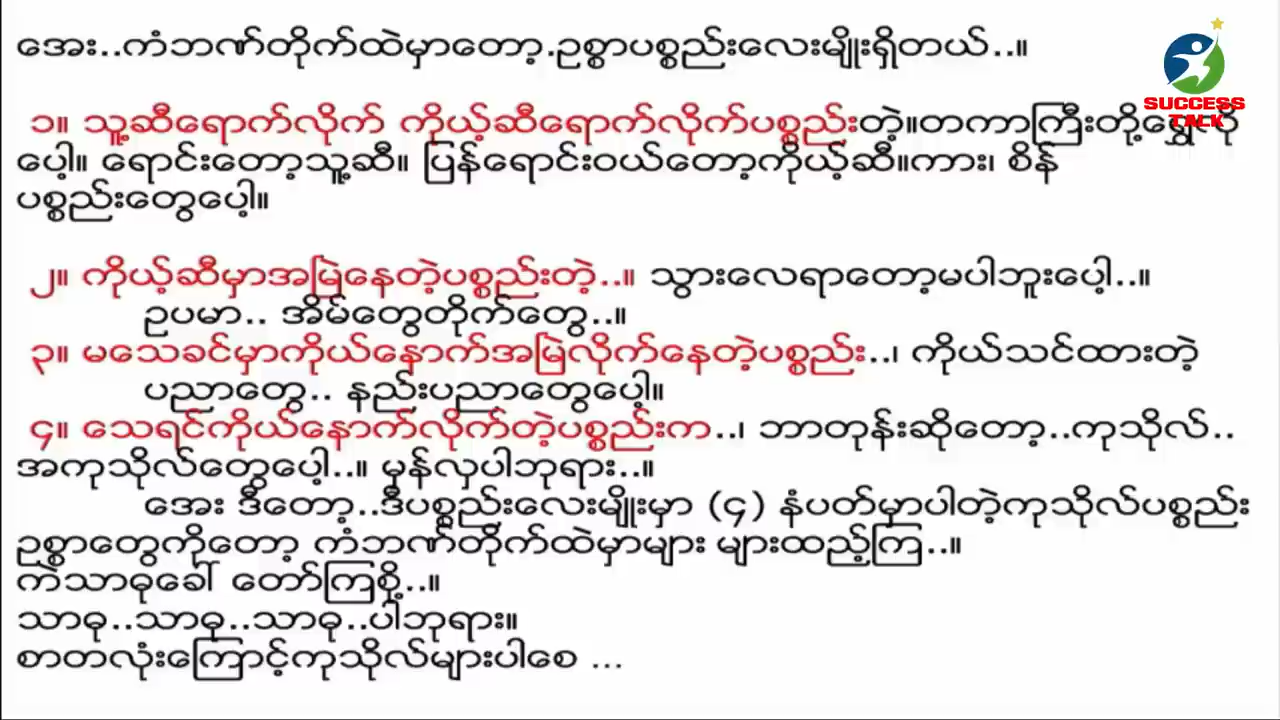 အေး..ကံဘဏ်တိုက်ထဲမှာတော့.ဥစ္စာပစ္စည်းလေးမျိုးရှိတယ်..။
SUCCESS
TALK
၁။ သူ့ဆီရောက်လိုက် ကိုယ့်ဆီရောက်လိုက်ပစ္စည်းတဲ့။တကာကြီးတို့ရွှေလို
ပေါ့။ ရောင်းတော့သူ့ဆီ။ ပြန်ရောင်းဝယ်တော့ကိုယ့်ဆီ။ကား၊ စိန်
ပစ္စည်းတွေပေါ့။
၂။ ကိုယ့်ဆီမှာအမြဲနေတဲ့ပစ္စည်းတဲ့..။ သွားလေရာတော့မပါဘူးပေါ့..။
ဥပမာ.. အိမ်တွေတိုက်တွေ..။
၃။ မသေခင်မှာကိုယ်နောက်အမြဲလိုက်နေတဲ့ပစ္စည်း..၊ ကိုယ်သင်ထားတဲ့
ပညာတွေ.. နည်းပညာတွေပေါ့။
၄။ သေရင်ကိုယ်နောက်လိုက်တဲ့ပစ္စည်းက..၊ ဘာတုန်းဆိုတော့..ကုသိုလ်..
အကုသိုလ်တွေပေါ့..။ မှန်လှပါဘုရား..။
အေး ဒီတော့..ဒီပစ္စည်းလေးမျိုးမှာ (၄) နံပတ်မှာပါတဲ့ကုသိုလ်ပစ္စည်း
ဥစ္စာတွေကိုတော့ ကံဘဏ်တိုက်ထဲမှာများ များထည့်ကြ..။
ကဲသာဓုခေါ် တော်ကြစို့..။
သာဓု..သာဓု..သာဓု..ပါဘုရား။
စာတလုံးကြောင့်ကုသိုလ်များပါစေ ...